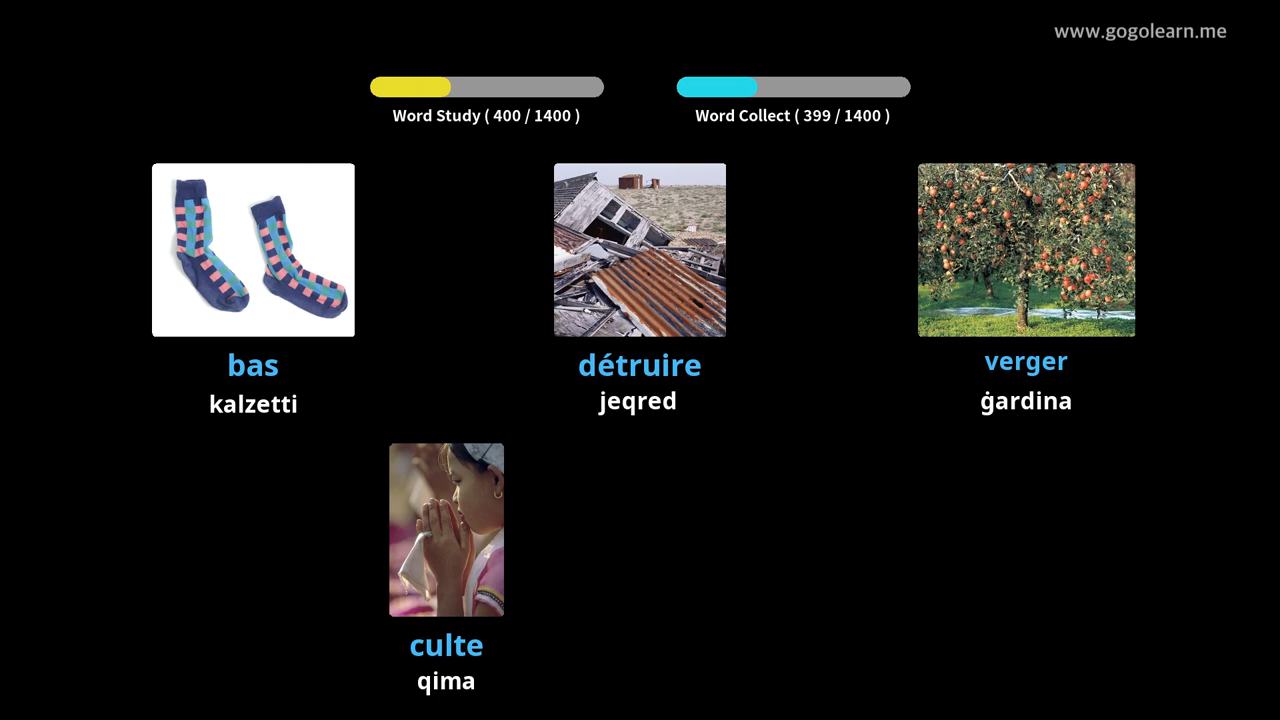 www.gogolearn.me
Word Study ( 400 / 1400 )
Word Collect ( 399 / 1400 )
bas
kalzetti
détruire
jeqred
verger
ġardina
culte
qima